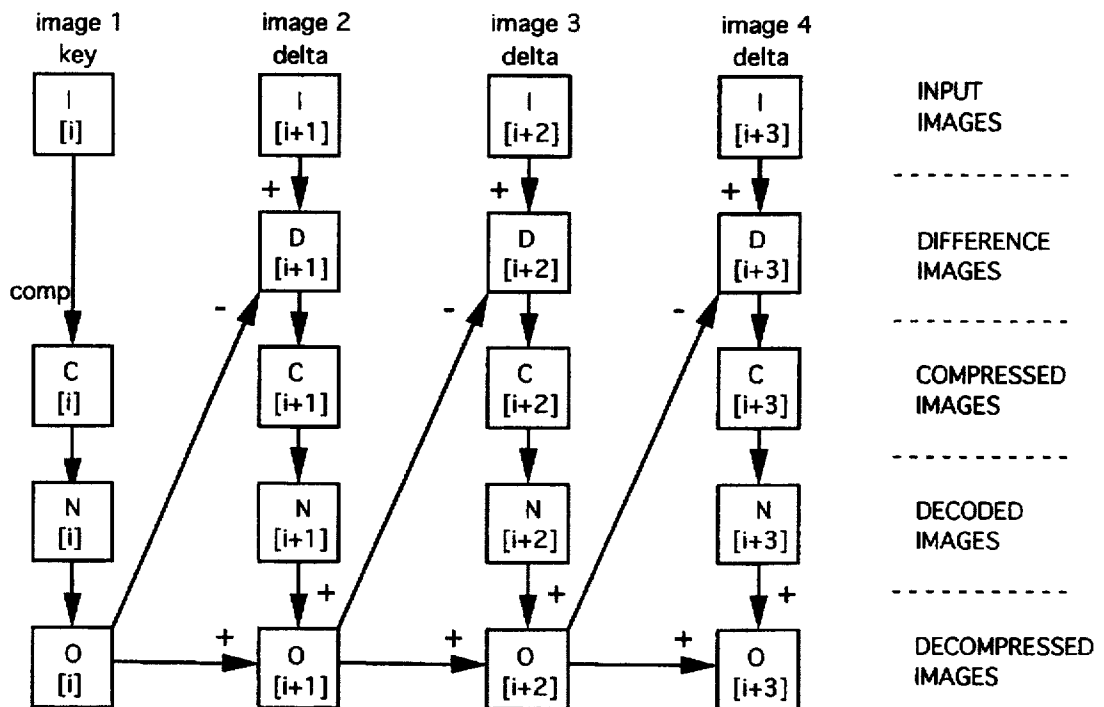 image 1
key
image 2
delta
image 3
delta
image 4
delta
I
[i]
I
[i+1]
I
[i+2]
I
[i+3]
INPUT
IMAGES
+
+
+
D
[i+1]
D
[i+2]
D
[i+3]
DIFFERENCE
IMAGES
comp
-
-
-
C
[i]
C
[i+1]
C
[i+2]
C
[i+3]
COMPRESSED
IMAGES
N
[i]
N
[i+1]
N
[i+2]
N
[i+3]
DECODED
IMAGES
+
+
+
+
+
+
O
[i]
O
[i+1]
O
[i+2]
O
[i+3]
DECOMPRESSED
IMAGES